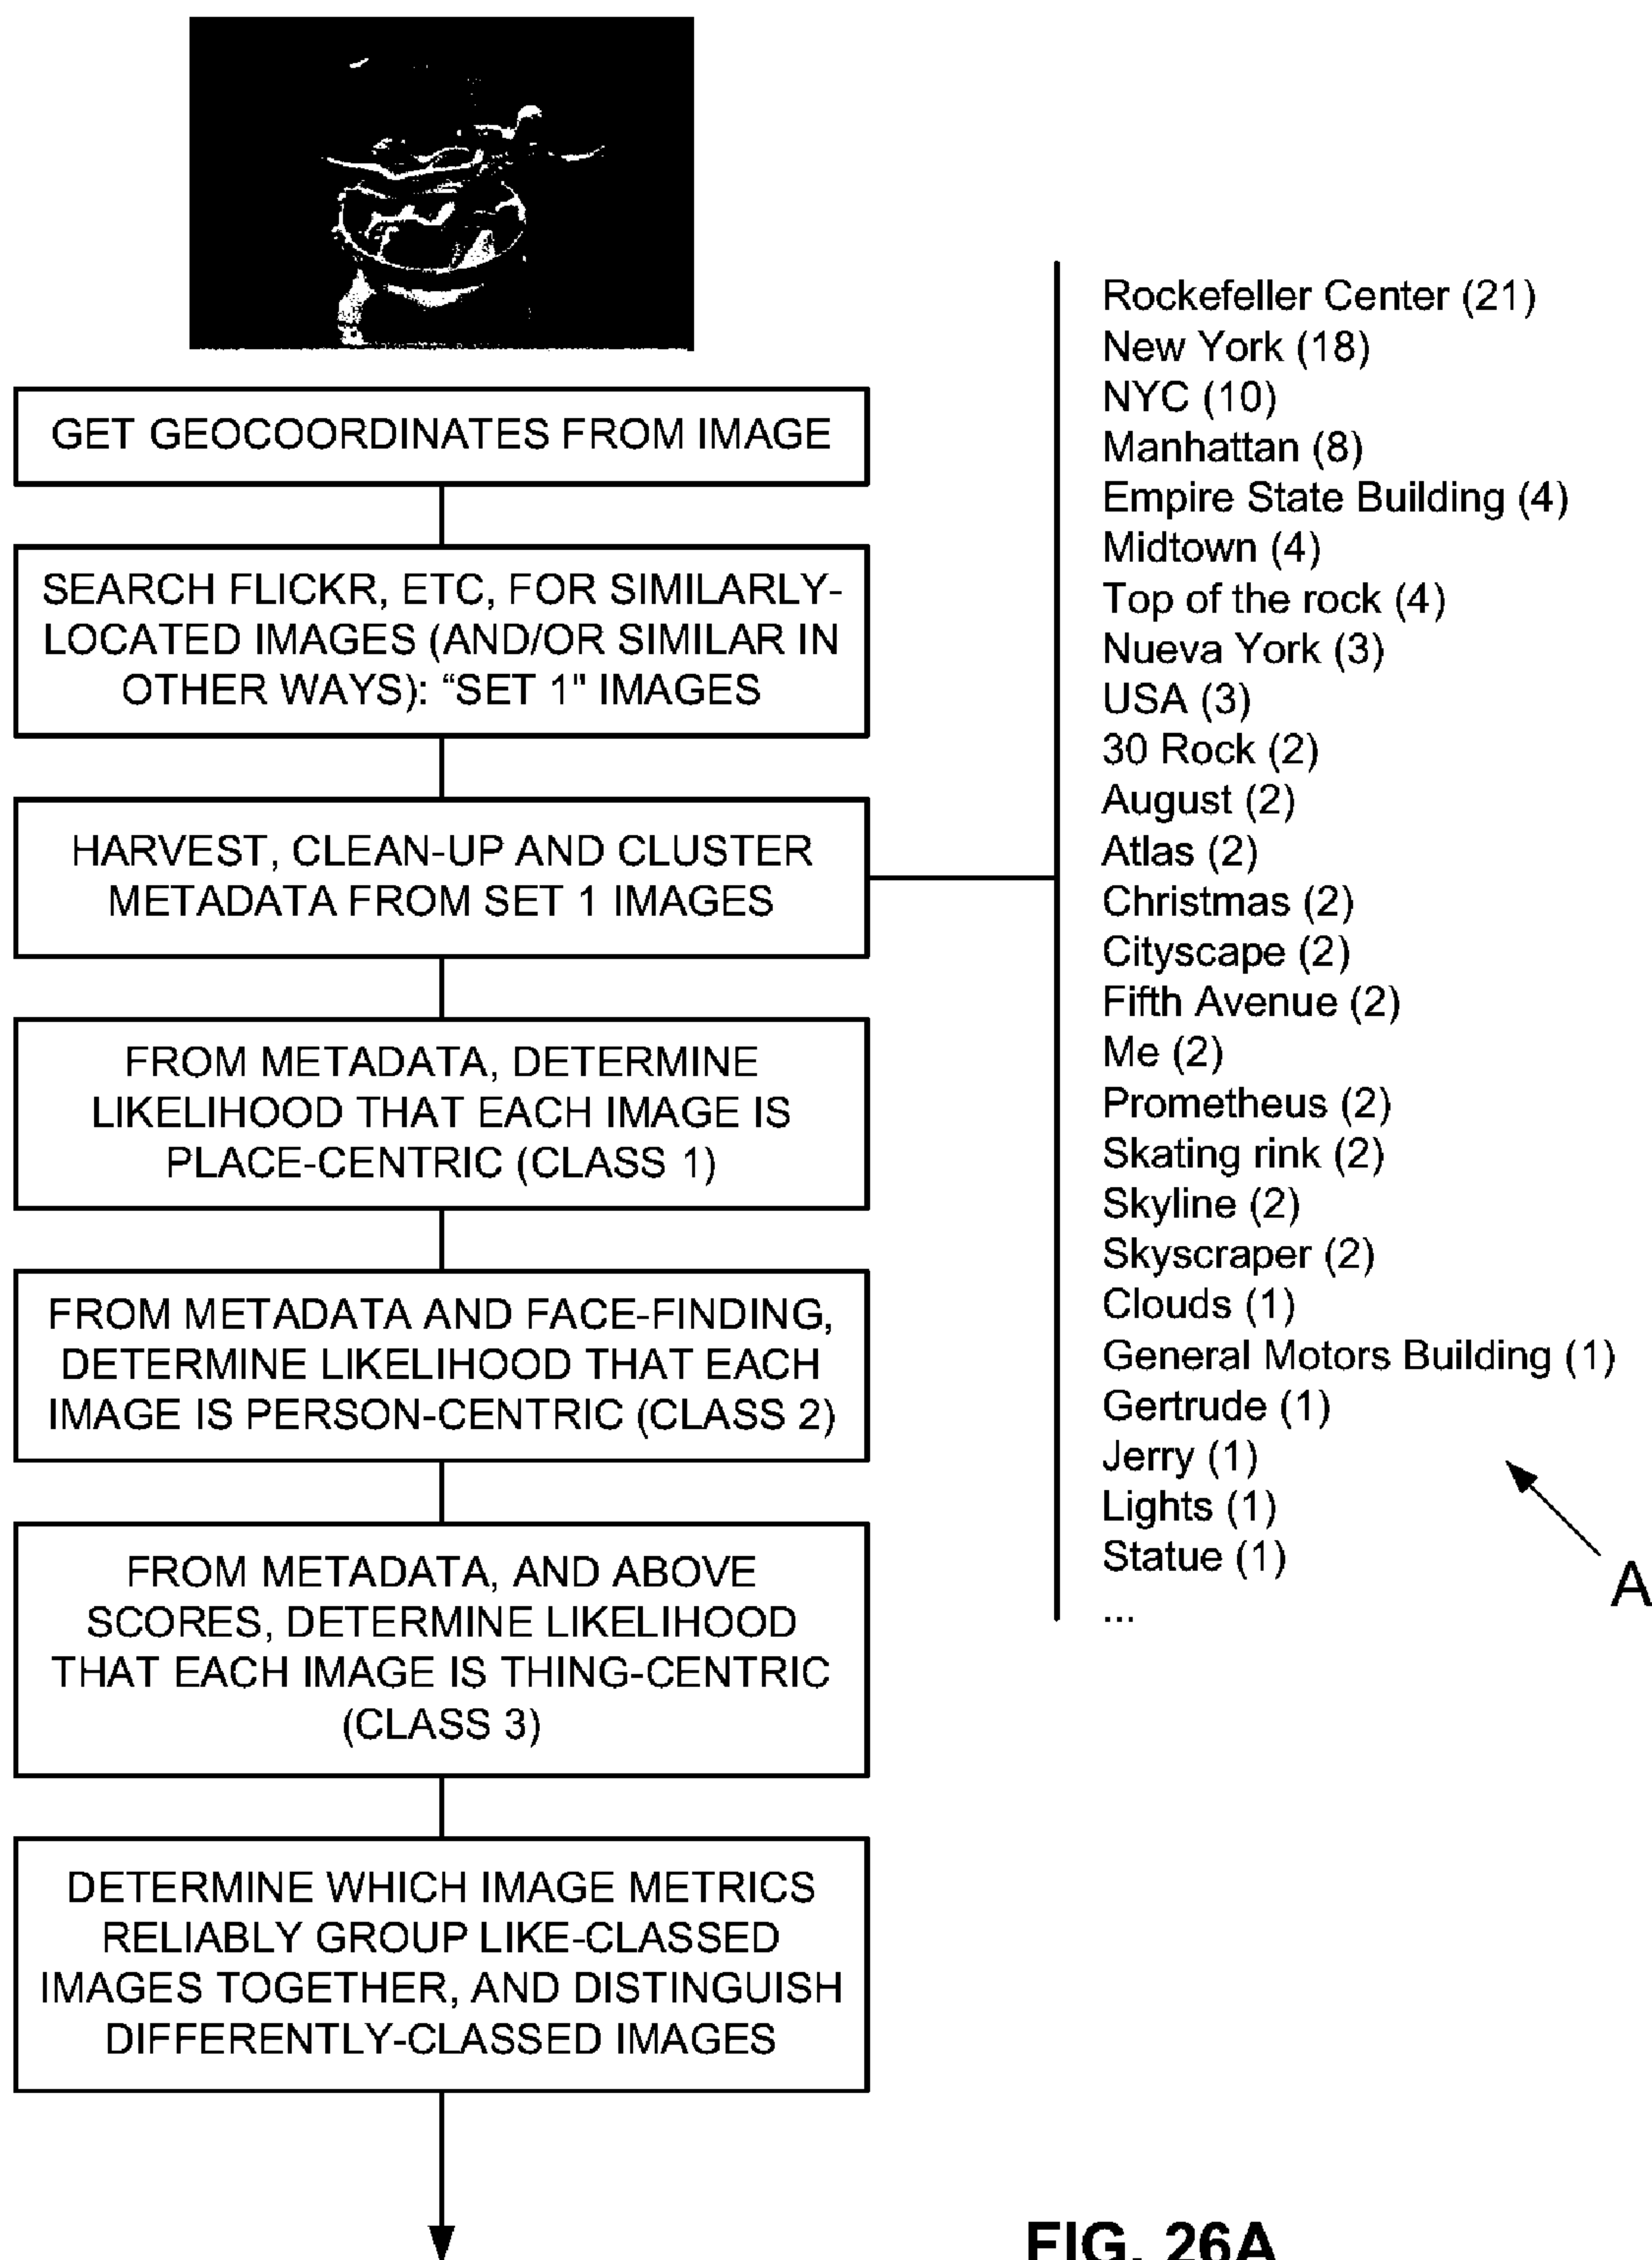 GET GEOCOORDINATES FROM IMAGE
SEARCH FLICKR, ETC, FOR SIMILARLY-
LOCATED IMAGES (AND/OR SIMILAR IN
OTHER WAYS): “SET 1" IMAGES
HARVEST, CLEAN-UP AND CLUSTER
METADATA FROM SET 1 IMAGES
FROM METADATA, DETERMINE
LIKELIHOOD THAT EACH IMAGE IS
PLACE-CENTRIC (CLASS 1)
FROM METADATA AND FACE-FINDING,
DETERMINE LIKELIHOOD THAT EACH
IMAGE IS PERSON-CENTRIC (CLASS 2)
FROM METADATA, AND ABOVE
SCORES, DETERMINE LIKELIHOOD
THAT EACH IMAGE IS THING-CENTRIC
(CLASS 3)
DETERMINE WHICH IMAGE METRICS
RELIABLY GROUP LIKE-CLASSED
IMAGES TOGETHER, AND DISTINGUISH
DIFFERENTLY-CLASSED IMAGES
Rockefeller Center (21)
New York (18)
NYC (10)
Manhattan (8)
Empire State Building (4)
Midtown (4)
Top of the rock (4)
Nueva York (3)
USA (3)
30 Rock (2)
August (2)
Atlas (2)
Christmas (2)
Cityscape (2)
Fifth Avenue (2)
Me (2)
Prometheus (2)
Skating rink (2)
Skyline (2)
Skyscraper (2)
Clouds (1)
General Motors Building (1)
Gertrude (1)
Jerry (1)
Lights (1)
Statue (1)
...
A
FIG. 26A